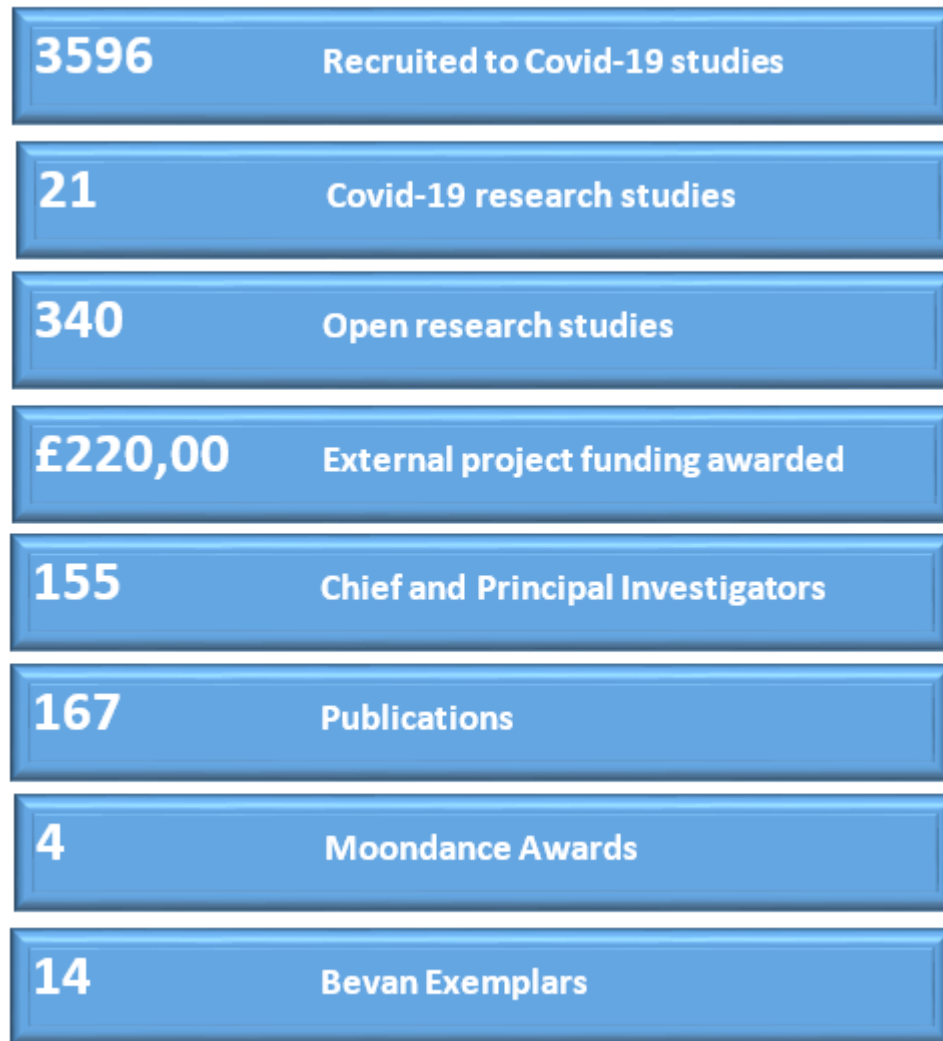 3596 Recruited to Covid-19 studies
21 Covid-19 research studies
340 Open research studies
£220,00 External project funding awarded
155 Chief and Principal Investigators
167 Publications
4 Moondance Awards
14 Bevan Exemplars